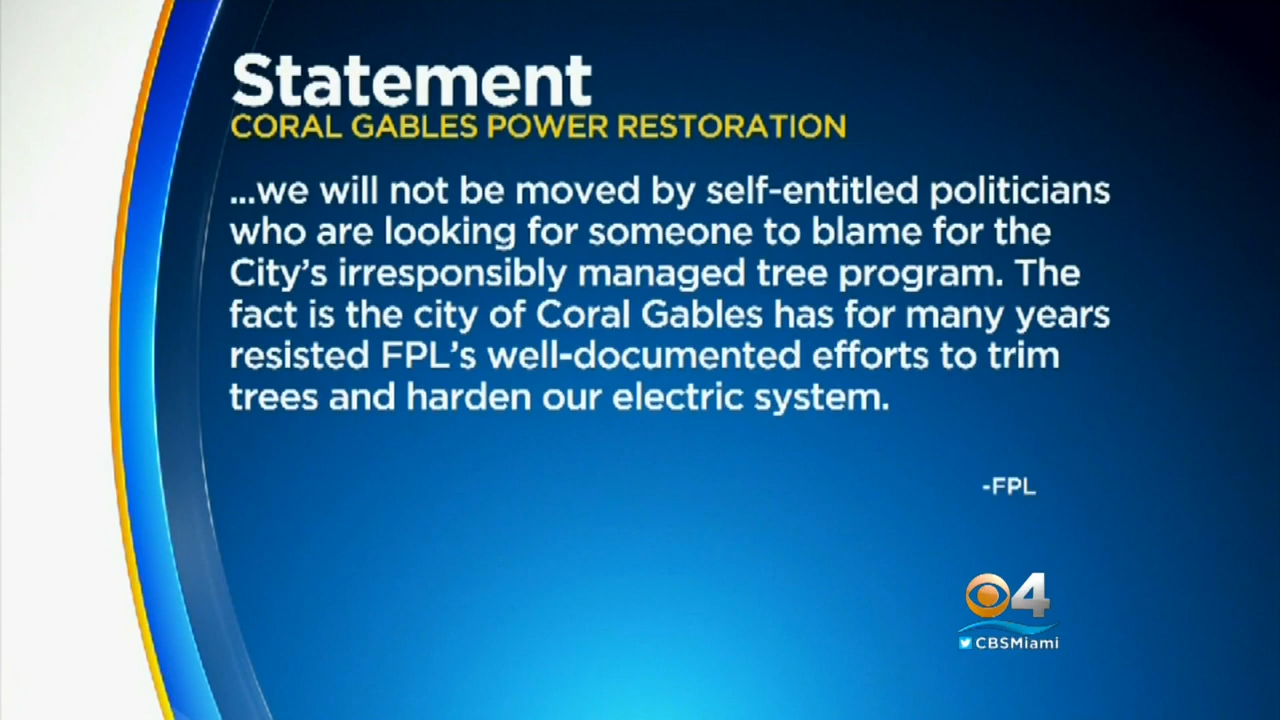 Statement
CORAL GABLES POWER RESTORATION
...we will not be moved by self-entitled politicians
who are looking for someone to blame for the
City's irresponsibly managed tree program. The
fact is the city of Coral Gables has for many years
resisted FPL's well-documented efforts to trim
trees and harden our electric system.
-FPL
4
CBSMiami